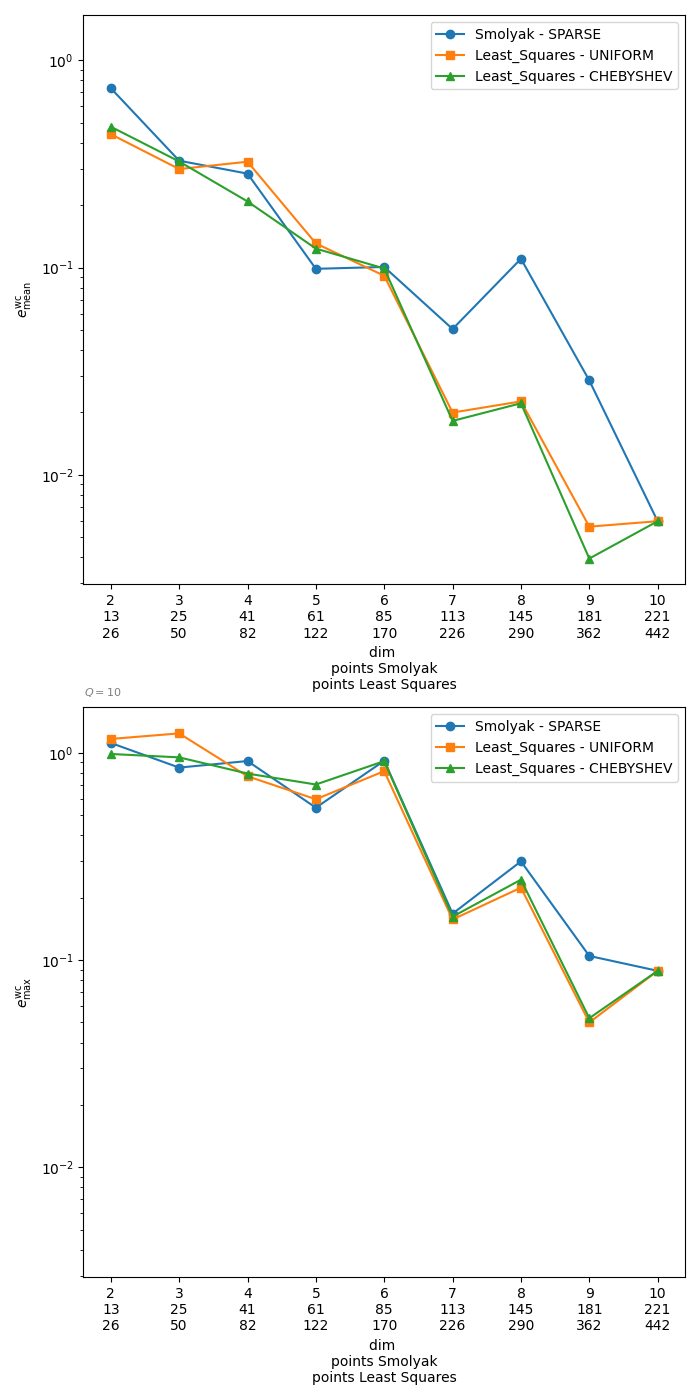 Smolyak - SPARSE
Least_Squares - UNIFORM
Least_Squares - CHEBYSHEV
10⁰
10⁻¹
10⁻²
e^wc_mean
2 3 4 5 6 7 8 9 10
13 25 41 61 85 113 145 181 221
26 50 82 122 170 226 290 362 442
dim
points Smolyak
points Least Squares
Q = 10
Smolyak - SPARSE
Least_Squares - UNIFORM
Least_Squares - CHEBYSHEV
10⁰
10⁻¹
10⁻²
e^wc_max
2 3 4 5 6 7 8 9 10
13 25 41 61 85 113 145 181 221
26 50 82 122 170 226 290 362 442
dim
points Smolyak
points Least Squares